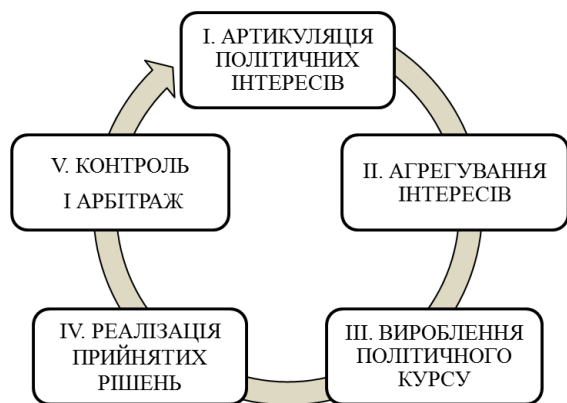 I. АРТИКУЛЯЦІЯ
ПОЛІТИЧНИХ
ІНТЕРЕСІВ
II. АГРЕГУВАННЯ
ІНТЕРЕСІВ
III. ВИРОБЛЕННЯ
ПОЛІТИЧНОГО
КУРСУ
IV. РЕАЛІЗАЦІЯ
ПРИЙНЯТИХ
РІШЕНЬ
V. КОНТРОЛЬ
І АРБІТРАЖ